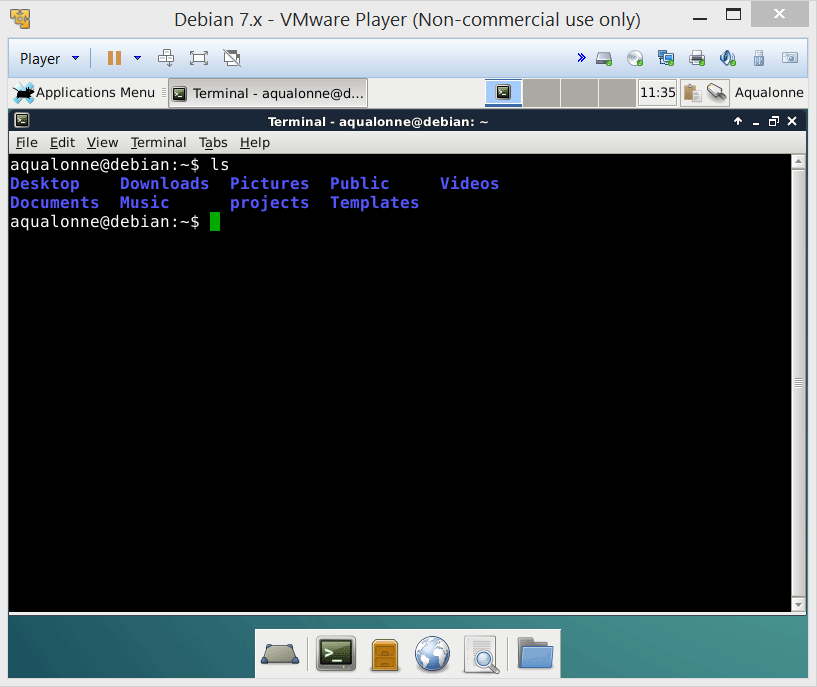 Debian 7.x - VMware Player (Non-commercial use only)
Player
Applications Menu Terminal - aqualonne@d... 11:35 Aqualonne
Terminal - aqualonne@debian: ~
File Edit View Terminal Tabs Help
aqualonne@debian:~$ ls
Desktop Downloads Pictures Public Videos
Documents Music projects Templates
aqualonne@debian:~$